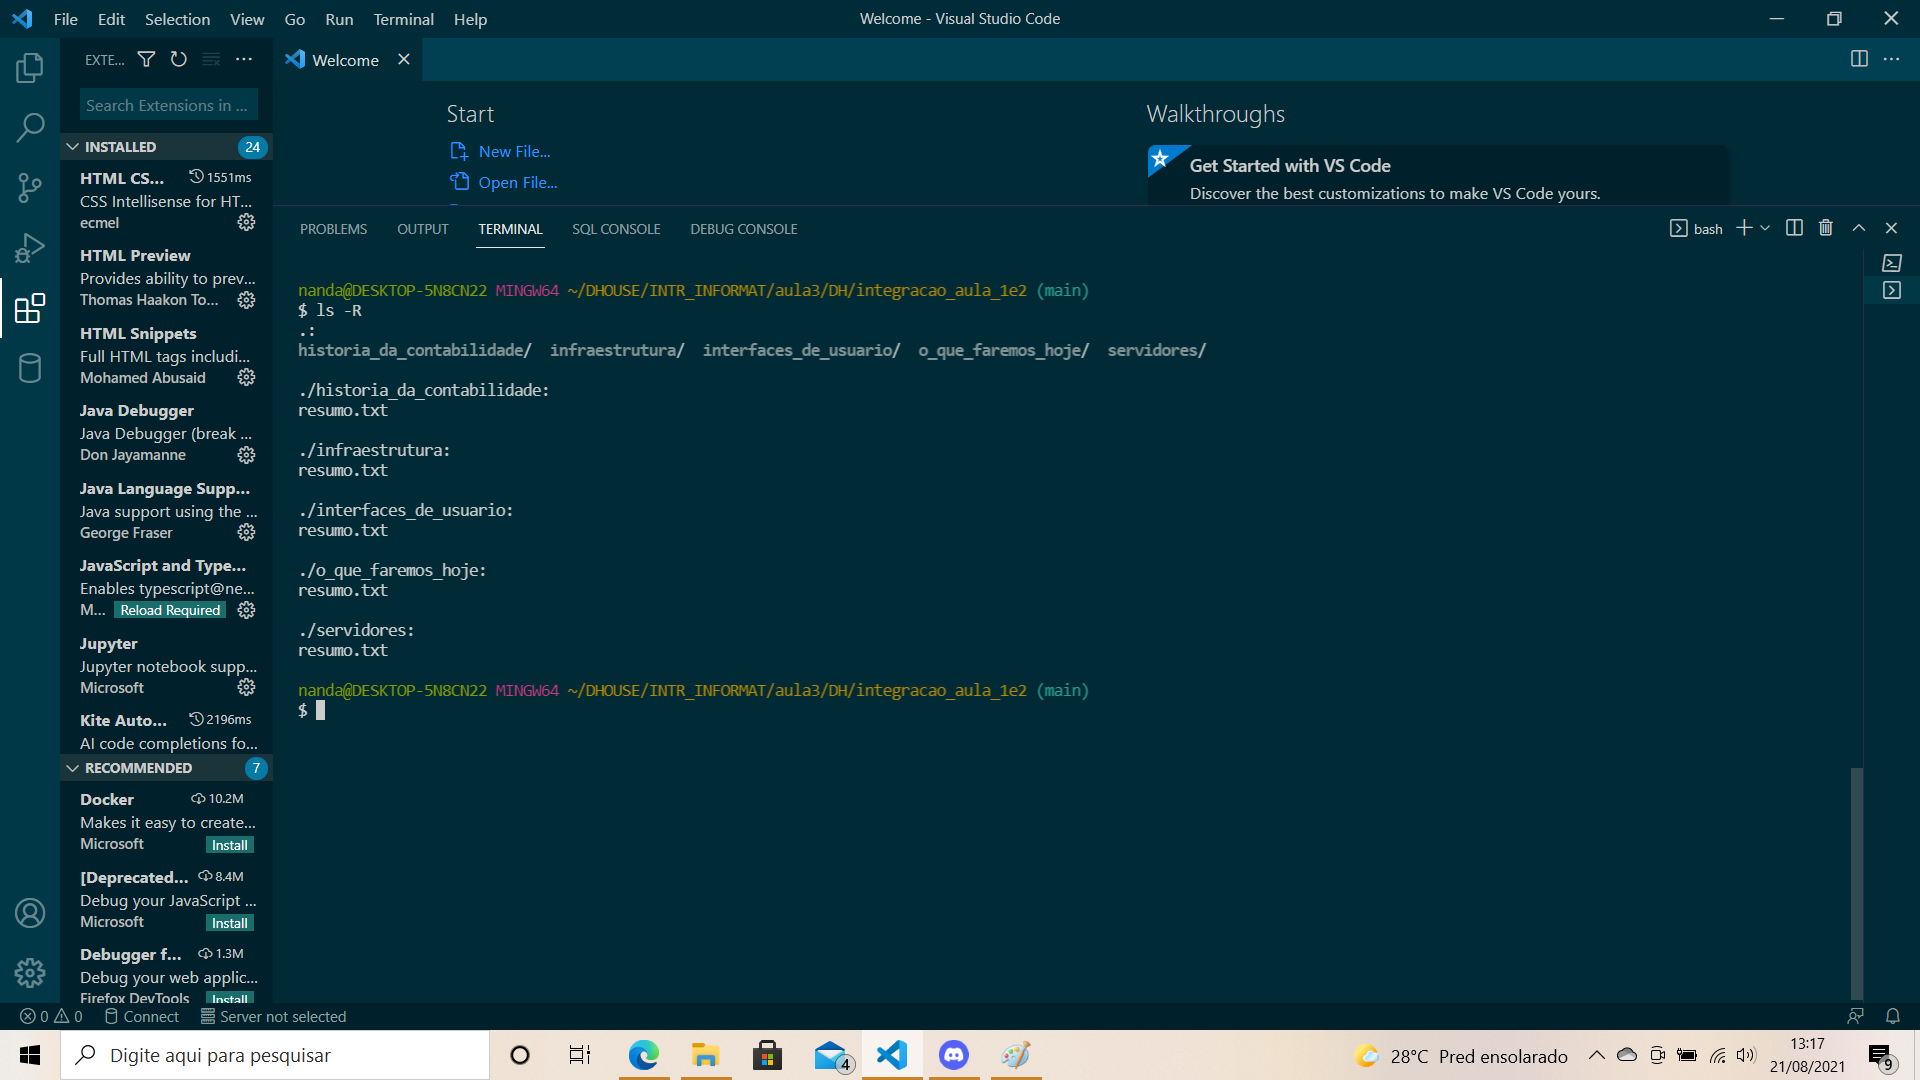 File Edit Selection View Go Run Terminal Help
Welcome - Visual Studio Code
EXTE...
Welcome
Search Extensions in ...
INSTALLED 24
HTML CS... 1551ms
CSS Intellisense for HT...
ecmel
HTML Preview
Provides ability to prev...
Thomas Haakon To...
HTML Snippets
Full HTML tags includi...
Mohamed Abusaid
Java Debugger
Java Debugger (break ...
Don Jayamanne
Java Language Supp...
Java support using the ...
George Fraser
JavaScript and Type...
Enables typescript@ne...
M... Reload Required
Jupyter
Jupyter notebook supp...
Microsoft
Kite Auto... 2196ms
AI code completions fo...
RECOMMENDED 7
Docker 10.2M
Makes it easy to create...
Microsoft Install
[Deprecated... 8.4M
Debug your JavaScript ...
Microsoft Install
Debugger f... 1.3M
Debug your web applic...
Firefox DevTools Install
Start
New File...
Open File...
Walkthroughs
Get Started with VS Code
Discover the best customizations to make VS Code yours.
PROBLEMS OUTPUT TERMINAL SQL CONSOLE DEBUG CONSOLE
bash
nanda@DESKTOP-5N8CN22 MINGW64 ~/DHOUSE/INTR_INFORMAT/aula3/DH/integracao_aula_1e2 (main)
$ ls -R
.:
historia_da_contabilidade/ infraestrutura/ interfaces_de_usuario/ o_que_faremos_hoje/ servidores/
./historia_da_contabilidade:
resumo.txt
./infraestrutura:
resumo.txt
./interfaces_de_usuario:
resumo.txt
./o_que_faremos_hoje:
resumo.txt
./servidores:
resumo.txt
nanda@DESKTOP-5N8CN22 MINGW64 ~/DHOUSE/INTR_INFORMAT/aula3/DH/integracao_aula_1e2 (main)
$
0 0 Connect Server not selected
Digite aqui para pesquisar
4
28°C Pred ensolarado
13:17
21/08/2021
9